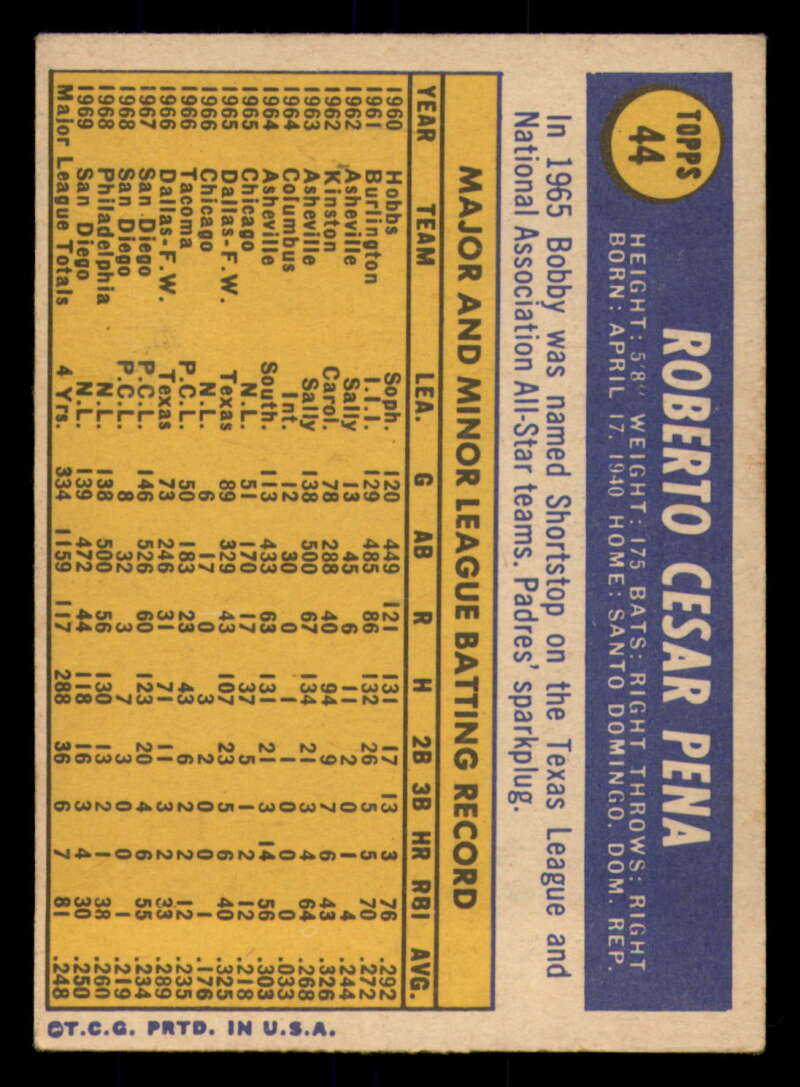 TOPPS
44
ROBERTO CESAR PENA
HEIGHT: 5'8" WEIGHT: 175 BATS: RIGHT THROWS: RIGHT
BORN: APRIL 17, 1940 HOME: SANTO DOMINGO, DOM. REP.
In 1965 Bobby was named Shortstop on the Texas League and
National Association All-Star teams. Padres' sparkplug.
MAJOR AND MINOR LEAGUE BATTING RECORD
YEAR TEAM LEA. G AB R H 2B 3B HR RBI AVG.
1960 Hobbs Soph. 120 449 121 131 17 13 3 76 .292
1961 Burlington I.I.I. 129 485 86 132 26 5 5 70 .272
1962 Asheville Sally 13 45 6 11 2 0 1 4 .244
1962 Kinston Carol. 78 288 40 94 9 7 6 43 .326
1963 Asheville Sally 138 500 67 134 21 3 4 64 .268
1964 Columbus Int. 12 30 0 1 1 0 0 0 .033
1964 Asheville South. 113 433 63 131 21 3 14 56 .303
1965 Chicago N.L. 51 170 17 37 5 1 2 12 .218
1965 Dallas-F.W. Texas 89 329 43 107 23 5 6 40 .325
1966 Chicago N.L. 6 17 0 3 2 0 0 1 .176
1966 Tacoma P.C.L. 50 183 23 43 6 2 2 12 .235
1966 Dallas-F.W. Texas 73 246 31 71 11 3 2 33 .289
1967 San Diego P.C.L. 146 526 60 123 20 4 6 55 .234
1968 San Diego P.C.L. 8 32 3 7 3 0 0 1 .219
1968 Philadelphia N.L. 138 500 56 130 13 2 1 38 .260
1969 San Diego N.L. 139 472 44 118 16 3 4 30 .250
Major League Totals 4 Yrs. 334 1159 117 288 36 6 7 81 .248
©T.C.G. PRTD. IN U.S.A.